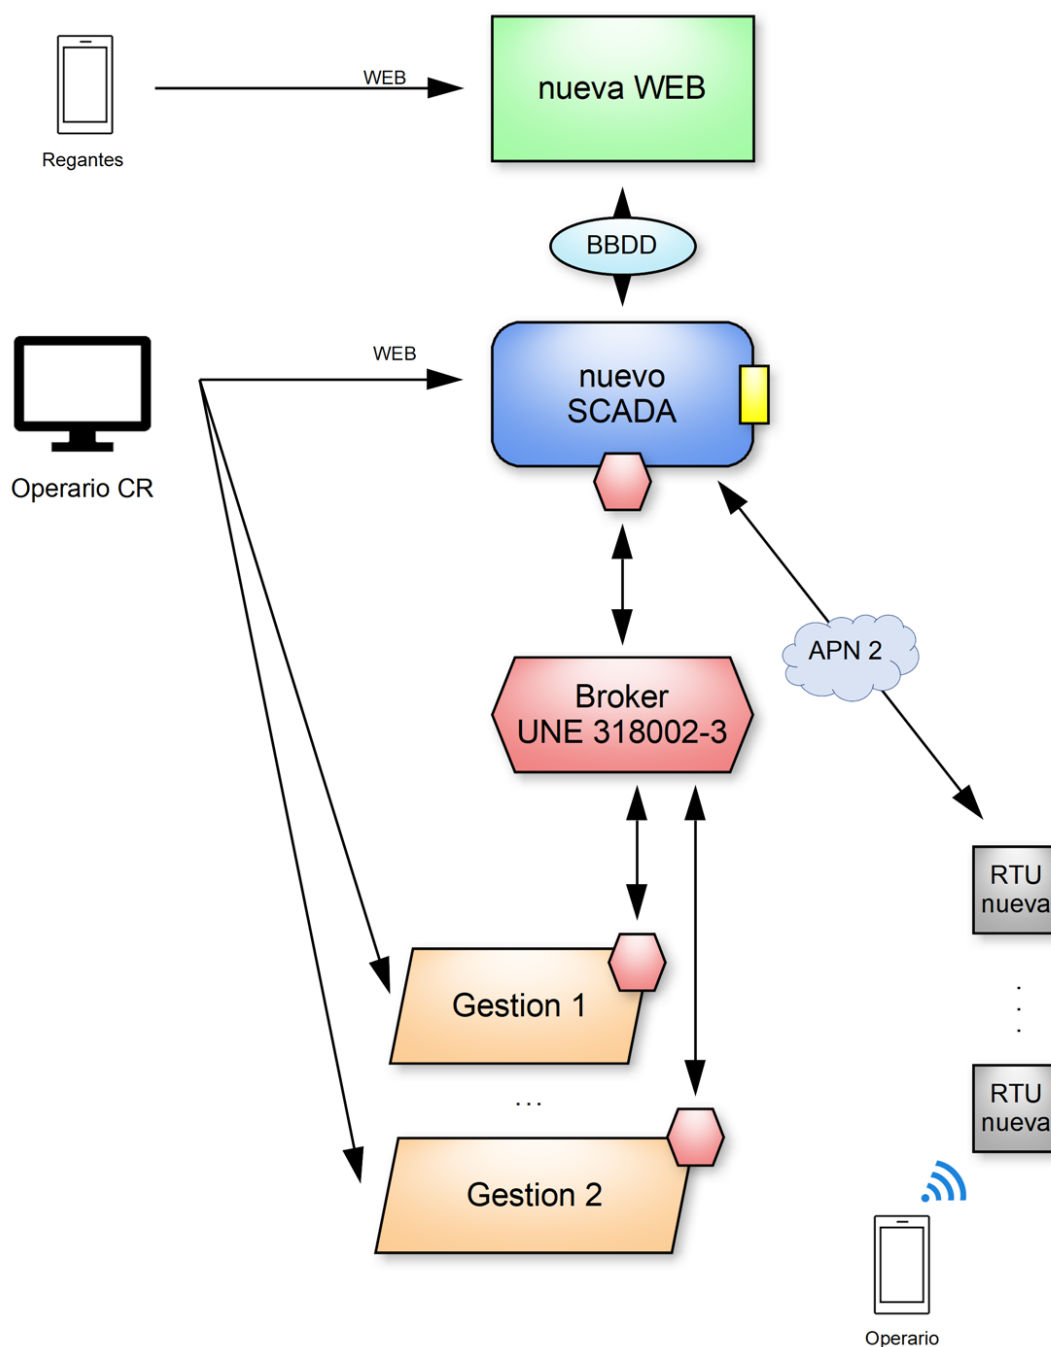 nueva WEB
WEB
Regantes
BBDD
WEB
nuevo
SCADA
Operario CR
APN 2
Broker
UNE 318002-3
RTU
nueva
Gestion 1
. . .
RTU
nueva
...
Gestion 2
Operario